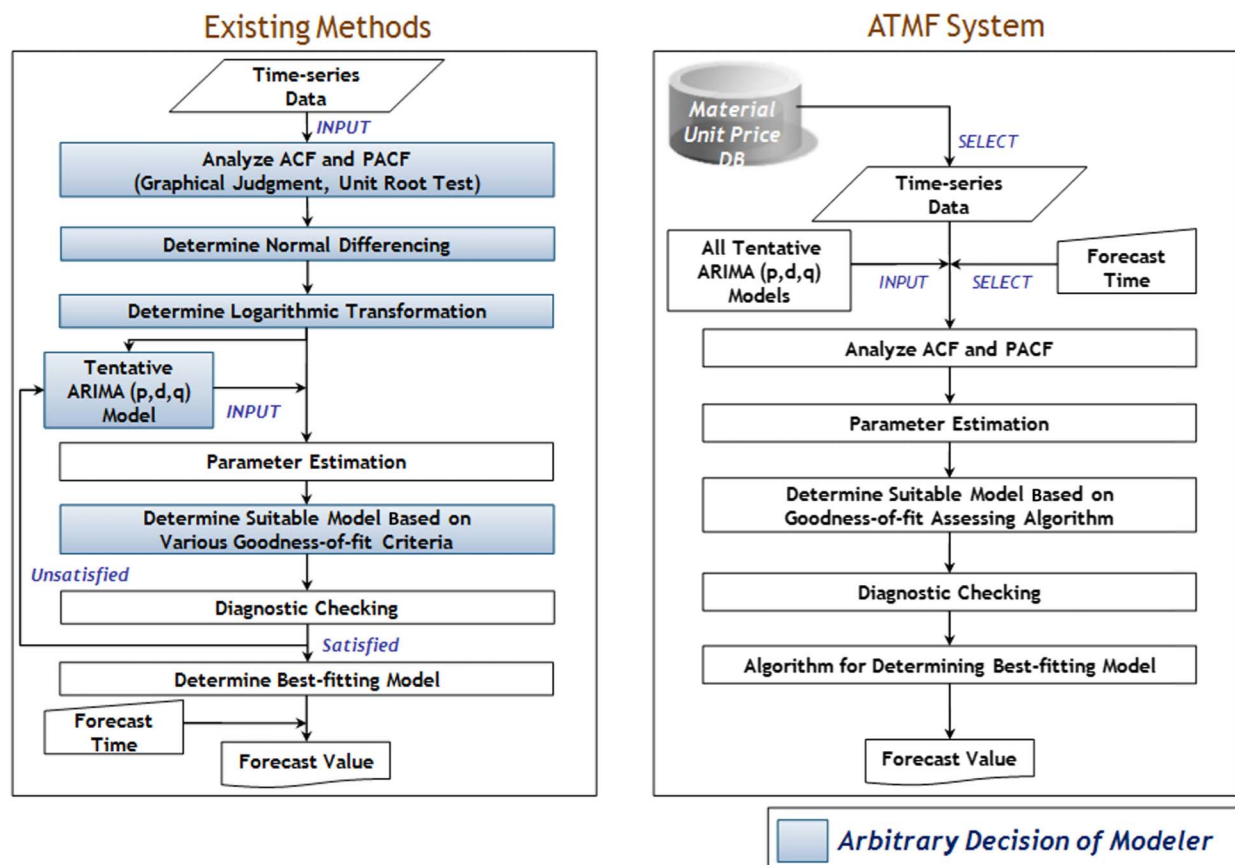 Existing Methods
Time-series
Data
INPUT
Analyze ACF and PACF
(Graphical Judgment, Unit Root Test)
Determine Normal Differencing
Determine Logarithmic Transformation
Tentative
ARIMA (p,d,q)
Model
INPUT
Parameter Estimation
Determine Suitable Model Based on
Various Goodness-of-fit Criteria
Unsatisfied
Diagnostic Checking
Satisfied
Determine Best-fitting Model
Forecast
Time
Forecast Value
ATMF System
Material
Unit Price
DB
SELECT
Time-series
Data
All Tentative
ARIMA (p,d,q)
Models
INPUT
SELECT
Forecast
Time
Analyze ACF and PACF
Parameter Estimation
Determine Suitable Model Based on
Goodness-of-fit Assessing Algorithm
Diagnostic Checking
Algorithm for Determining Best-fitting Model
Forecast Value
Arbitrary Decision of Modeler